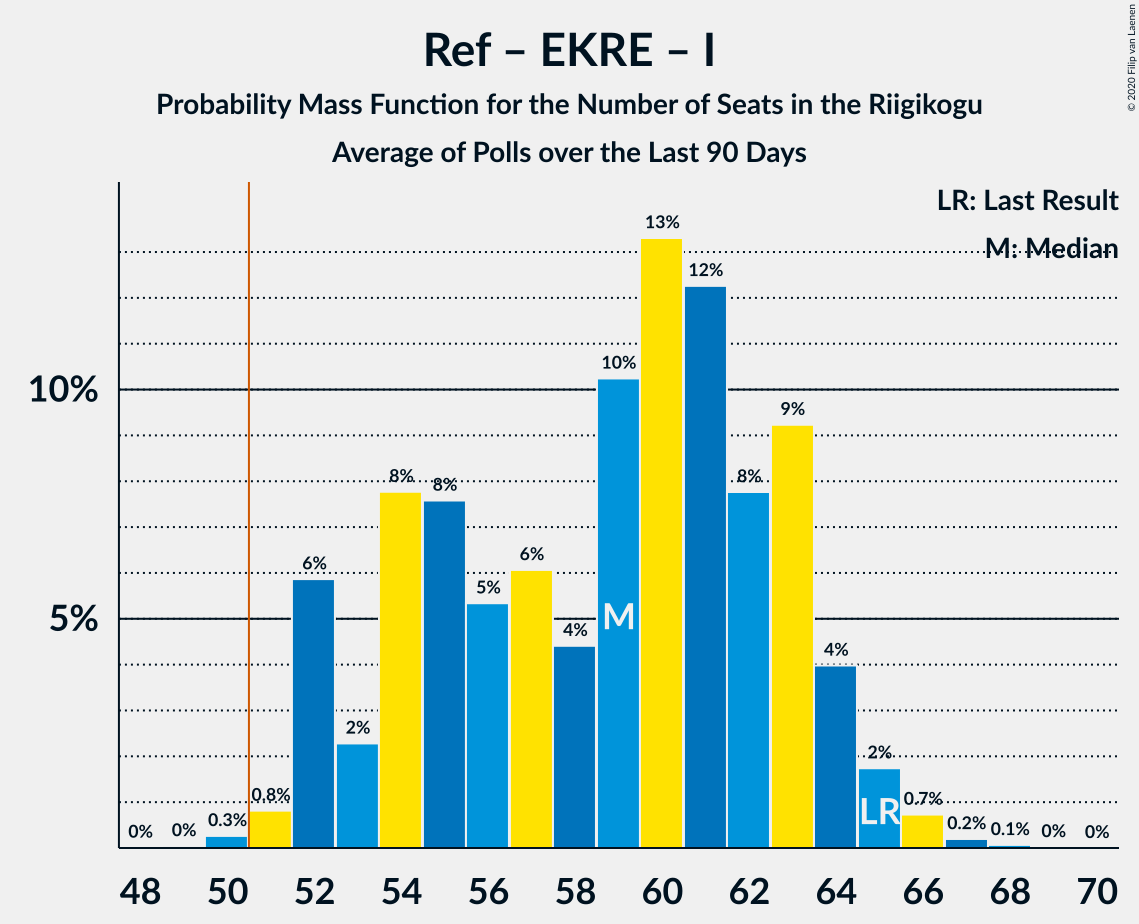 Ref – EKRE – I
Probability Mass Function for the Number of Seats in the Riigikogu
Average of Polls over the Last 90 Days
© 2020 Filip van Laenen
LR: Last Result
M: Median
10%
5%
0%
0%
0.3%
0.8%
6%
2%
8%
8%
5%
6%
4%
10%
13%
12%
8%
9%
4%
2%
0.7%
0.2%
0.1%
0%
0%
M
LR
48 50 52 54 56 58 60 62 64 66 68 70